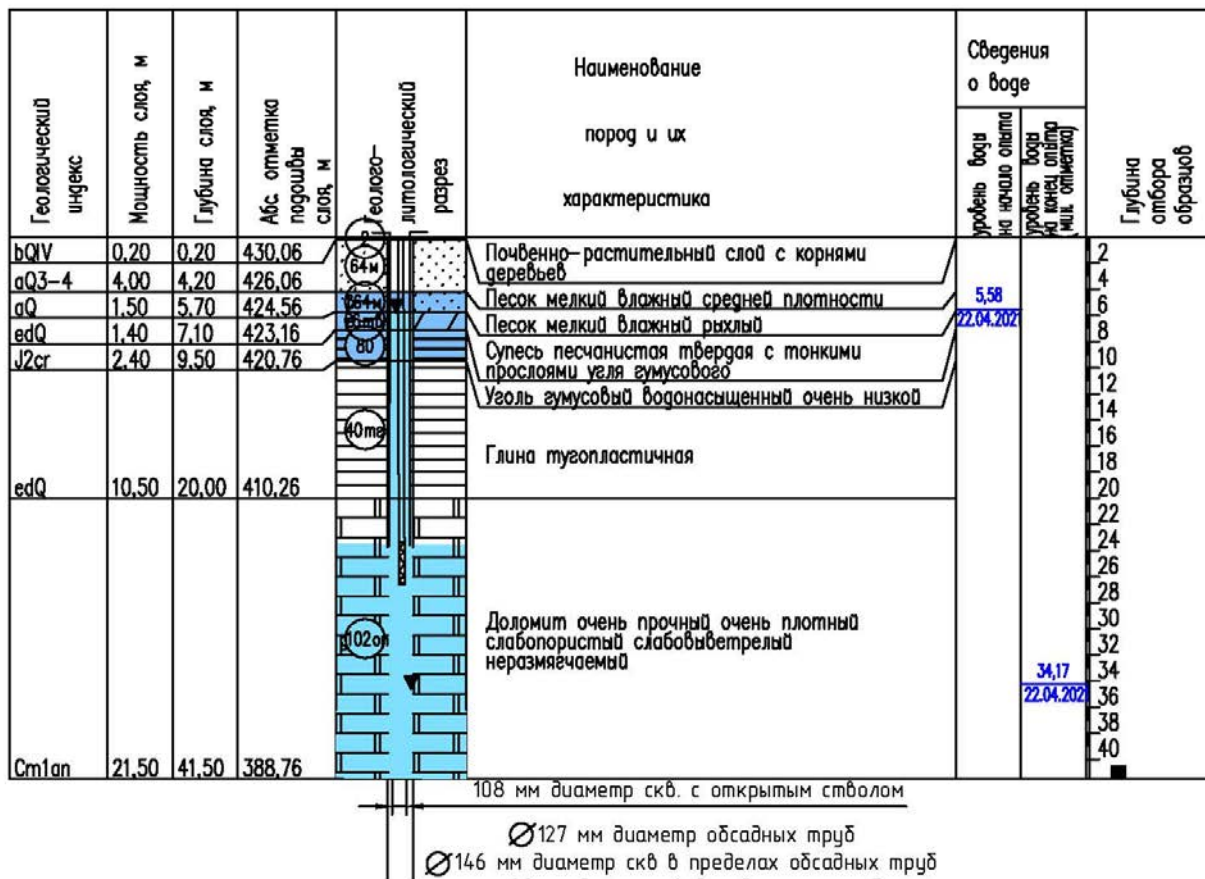 Геологический
индекс
Мощность слоя, м
Глубина слоя, м
Абс. отметка
подошвы
слоя, м
Геолого-
литологический
разрез
Наименование
пород и их
характеристика
Сведения
о воде
уровень воды
на начало опыта
уровень воды
на конец опыта
(мин. отметка)
Глубина
отбора
образцов
bQIV 0,20 0,20 430,06
aQ3-4 4,00 4,20 426,06
aQ 1,50 5,70 424,56
edQ 1,40 7,10 423,16
J2cr 2,40 9,50 420,76
edQ 10,50 20,00 410,26
Cm1an 21,50 41,50 388,76
64м
64м
80
40тг
102оп
Почвенно-растительный слой с корнями
деревьев
Песок мелкий влажный средней плотности
Песок мелкий влажный рыхлый
Супесь песчанистая твердая с тонкими
прослоями угля гумусового
Уголь гумусовый водонасыщенный очень низкой
Глина тугопластичная
Доломит очень прочный очень плотный
слабопористый слабовыветрелый
неразмягчаемый
5,58
22.04.202
34,17
22.04.202
2
4
6
8
10
12
14
16
18
20
22
24
26
28
30
32
34
36
38
40
108 мм диаметр скв. с открытым стволом
Ø127 мм диаметр обсадных труб
Ø146 мм диаметр скв в пределах обсадных труб